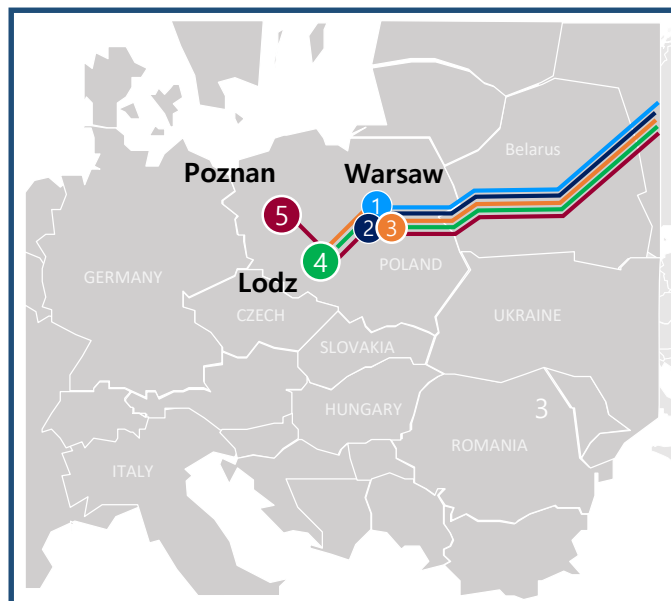 Belarus
Poznan
Warsaw
1
5
2
3
4
POLAND
GERMANY
Lodz
CZECH
UKRAINE
SLOVAKIA
HUNGARY
3
ROMANIA
ITALY